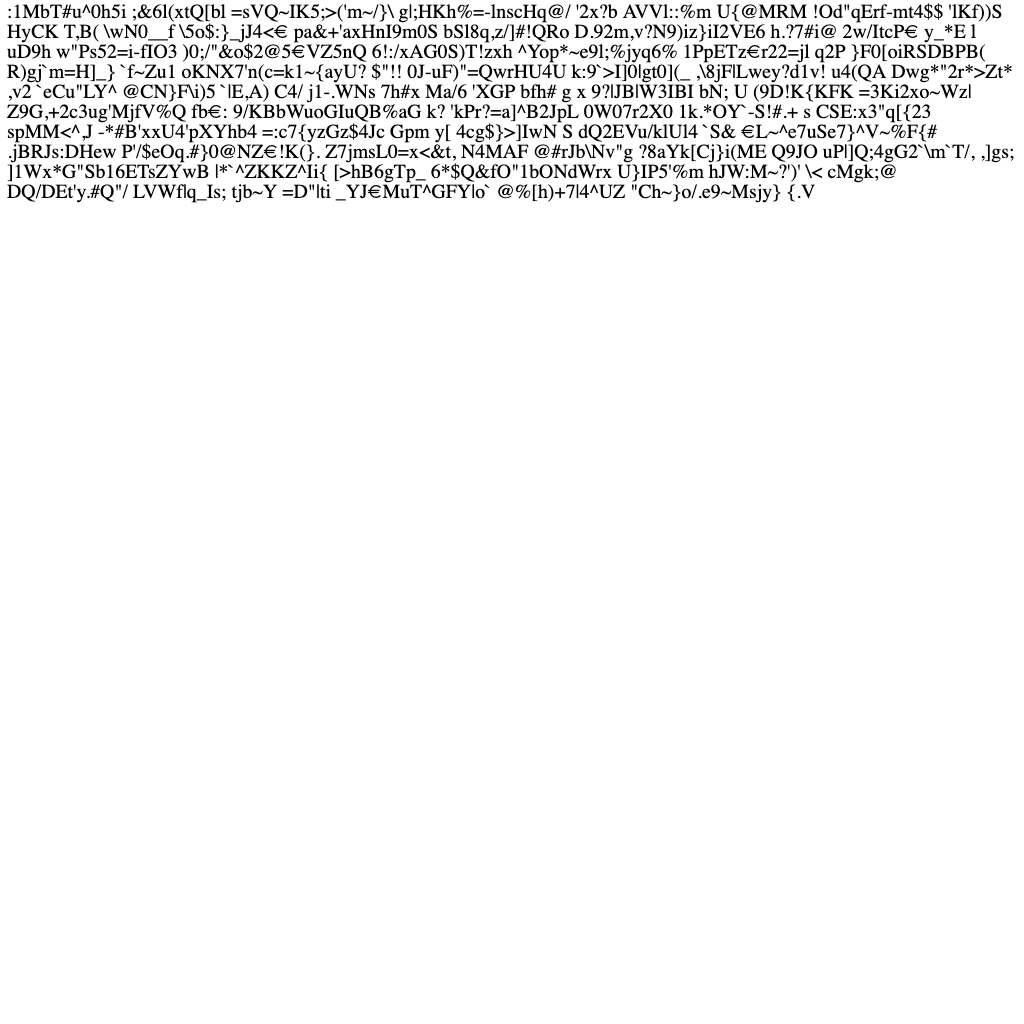 :1MbT#u^0h5i ;&6l(xtQ[bl =sVQ~IK5;>('m~/}\ g|;HKh%=-lnscHq@/ '2x?b AVVl::%m U{@MRM !Od"qErf-mt4$$ 'lKf))S
HyCK T,B( \wN0__f \5o$:}_jJ4<€ pa&+'axHnI9m0S bSl8q,z/]#!QRo D.92m,v?N9)iz}iI2VE6 h.?7#i@ 2w/ItcP€ y_*E l
uD9h w"Ps52=i-fIO3 )0;/"&o$2@5€VZ5nQ 6!:/xAG0S)T!zxh ^Yop*~e9l;%jyq6% 1PpETz€r22=jl q2P }F0[oiRSDBPB(
R)gj`m=H]_} `f~Zu1 oKNX7'n(c=k1~{ayU? $"!! 0J-uF)"=QwrHU4U k:9`>I]0|gt0](_ ,\8jF|Lwey?d1v! u4(QA Dwg*"2r*>Zt*
,v2 `eCu"LY^ @CN}F\i)5 `|E,A) C4/ j1-.WNs 7h#x Ma/6 'XGP bfh# g x 9?lJB|W3IBI bN; U (9D!K{KFK =3Ki2xo~Wz|
Z9G,+2c3ug'MjfV%Q fb€: 9/KBbWuoGIuQB%aG k? 'kPr?=a]^B2JpL 0W07r2X0 1k.*OY`-S!#.+ s CSE:x3"q[{23
spMM<^,J -*#B'xxU4'pXYhb4 =:c7{yzGz$4Jc Gpm y[ 4cg$}>]IwN S dQ2EVu/klUl4 `S& €L~^e7uSe7}^V~%F{#
.jBRJs:DHew P'/$eOq.#}0@NZ€!K(}. Z7jmsL0=x<&t, N4MAF @#rJb\Nv"g ?8aYk[Cj}i(ME Q9JO uP|]Q;4gG2`\m`T/, ,]gs;
]1Wx*G"Sb16ETsZYwB |*`^ZKKZ^Ii{ [>hB6gTp_ 6*$Q&fO"1bONdWrx U}IP5'%m hJW:M~?')' \< cMgk;@
DQ/DEt'y.#Q"/ LVWflq_Is; tjb~Y =D"|ti _YJ€MuT^GFY|o` @%[h)+7|4^UZ "Ch~}o/.e9~Msjy} {.V